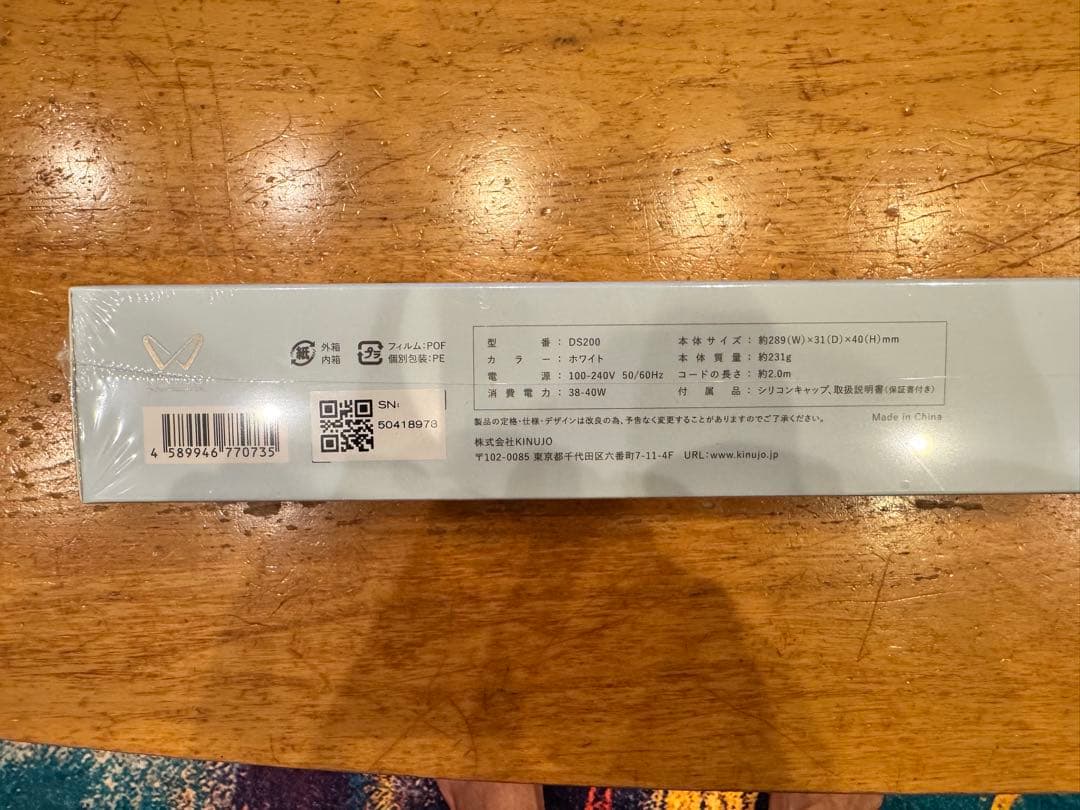 紙 外箱
内箱
プラ フィルム:POF
個別包装:PE
4 589946 770735
SN:
50418973
型番:DS200
カラー:ホワイト
電源:100-240V 50/60Hz
消費電力:38-40W
本体サイズ:約289(W)×31(D)×40(H)mm
本体質量:約231g
コードの長さ:約2.0m
付属品:シリコンキャップ、取扱説明書(保証書付き)
製品の定格・仕様・デザインは改良の為、予告なく変更することがありますのでご了承ください。
Made in China
株式会社KINUJO
〒102-0085 東京都千代田区六番町7-11-4F URL:www.kinujo.jp